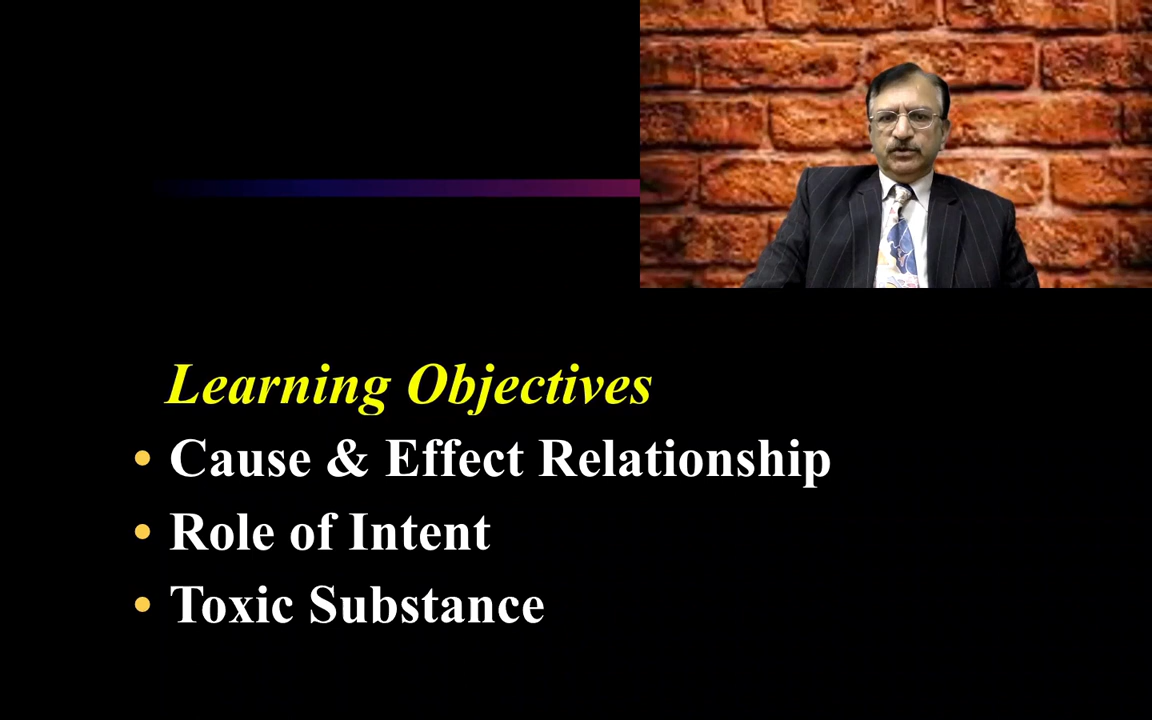 Learning Objectives
• Cause & Effect Relationship
• Role of Intent
• Toxic Substance